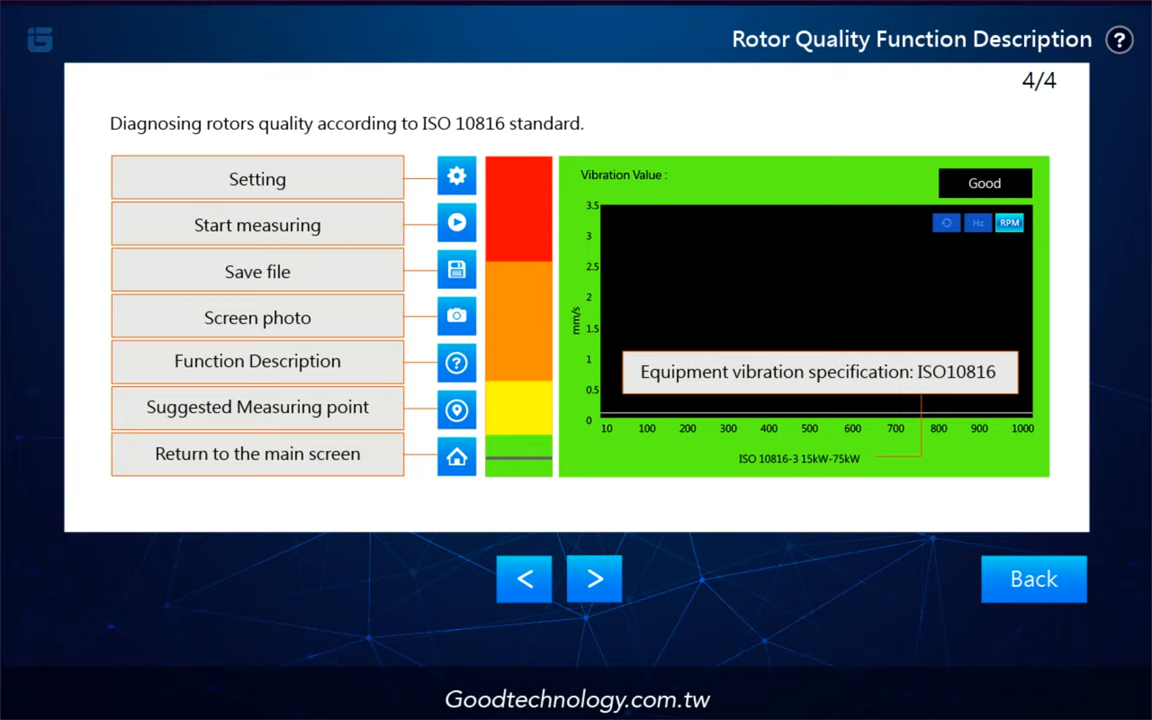 Rotor Quality Function Description ?
4/4
Diagnosing rotors quality according to ISO 10816 standard.
Setting
Start measuring
Save file
Screen photo
Function Description
?
Suggested Measuring point
Return to the main screen
Vibration Value :
Good
Hz
RPM
mm/s
3.5
3
2.5
2
1.5
1
0.5
0
Equipment vibration specification: ISO10816
10 100 200 300 400 500 600 700 800 900 1000
ISO 10816-3 15kW-75kW
< >
Back
Goodtechnology.com.tw